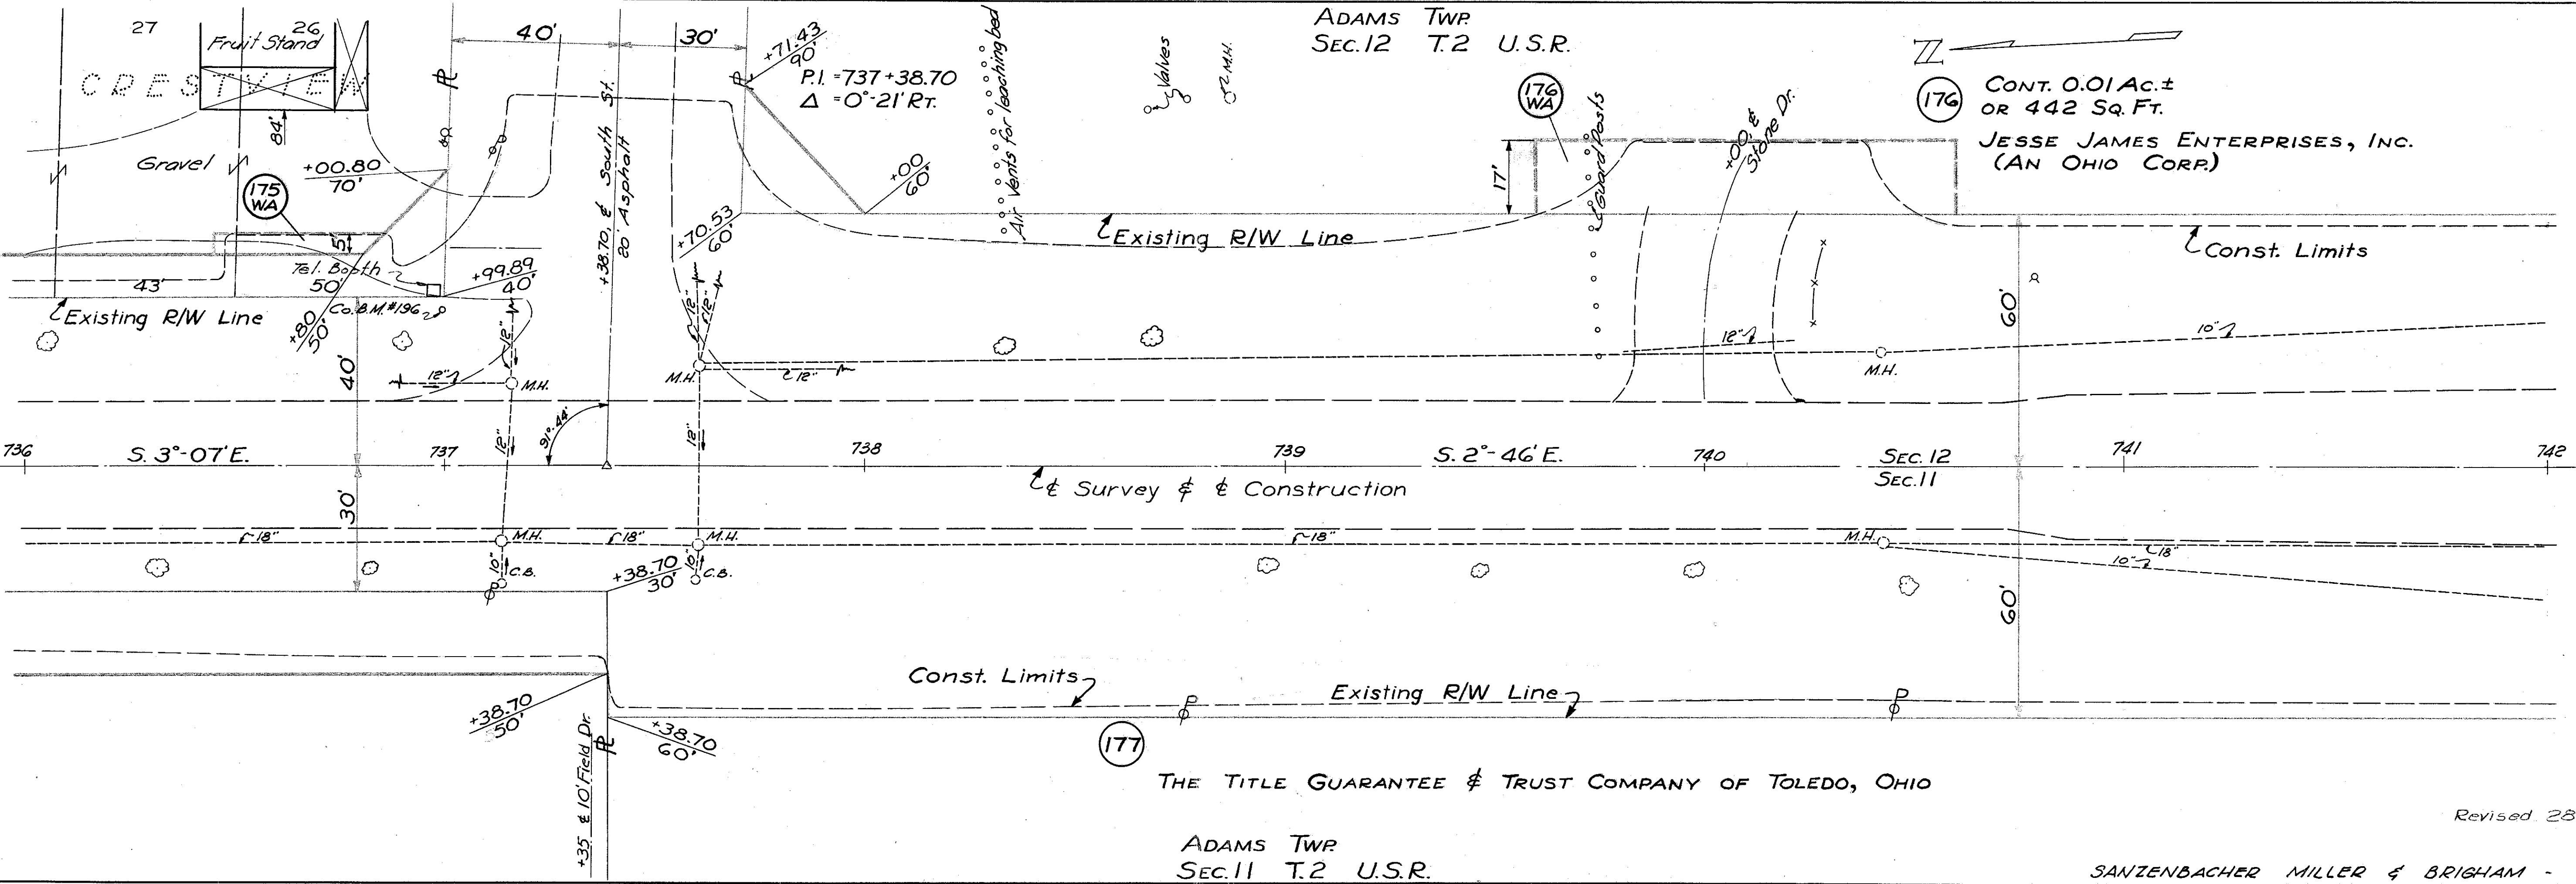 ADAMS TWP.
SEC. 12 T. 2 U.S.R.
27
26
Fruit Stand
CRESTVIEW
84'
Gravel
40'
30'
+71.43
90'
P.I. = 737+38.70
Δ = 0°-21' RT.
+00.80
70'
175
WA
5'
Tel. Booth
50'
43'
+99.89
40'
Co. B.M. #196
Existing R/W Line
+80
50'
+38.70, ℄ South St.
20' Asphalt
+70.53
60'
+00
60'
Air Vents for leaching bed
Valves
M.H.
Existing R/W Line
176
WA
17'
Guard Posts
+00, ℄
Stone Dr.
176
CONT. 0.01 AC.±
OR 442 SQ. FT.
JESSE JAMES ENTERPRISES, INC.
(AN OHIO CORP.)
Const. Limits
60'
40'
12"
12"
M.H.
12"
12"
M.H.
12"
12"
M.H.
10"
12"
12"
91°-44'
736
S. 3°-07' E.
737
738
739
S. 2°-46' E.
740
SEC. 12
SEC. 11
741
742
℄ Survey & ℄ Construction
30'
18"
M.H.
18"
M.H.
18"
M.H.
18"
10"
10"
C.B.
10"
C.B.
+38.70
30'
60'
Const. Limits
Existing R/W Line
+38.70
50'
+38.70
60'
+35 ℄ 10' Field Dr.
177
THE TITLE GUARANTEE & TRUST COMPANY OF TOLEDO, OHIO
Revised 28
ADAMS TWP.
SEC. 11 T. 2 U.S.R.
SANZENBACHER MILLER & BRIGHAM -